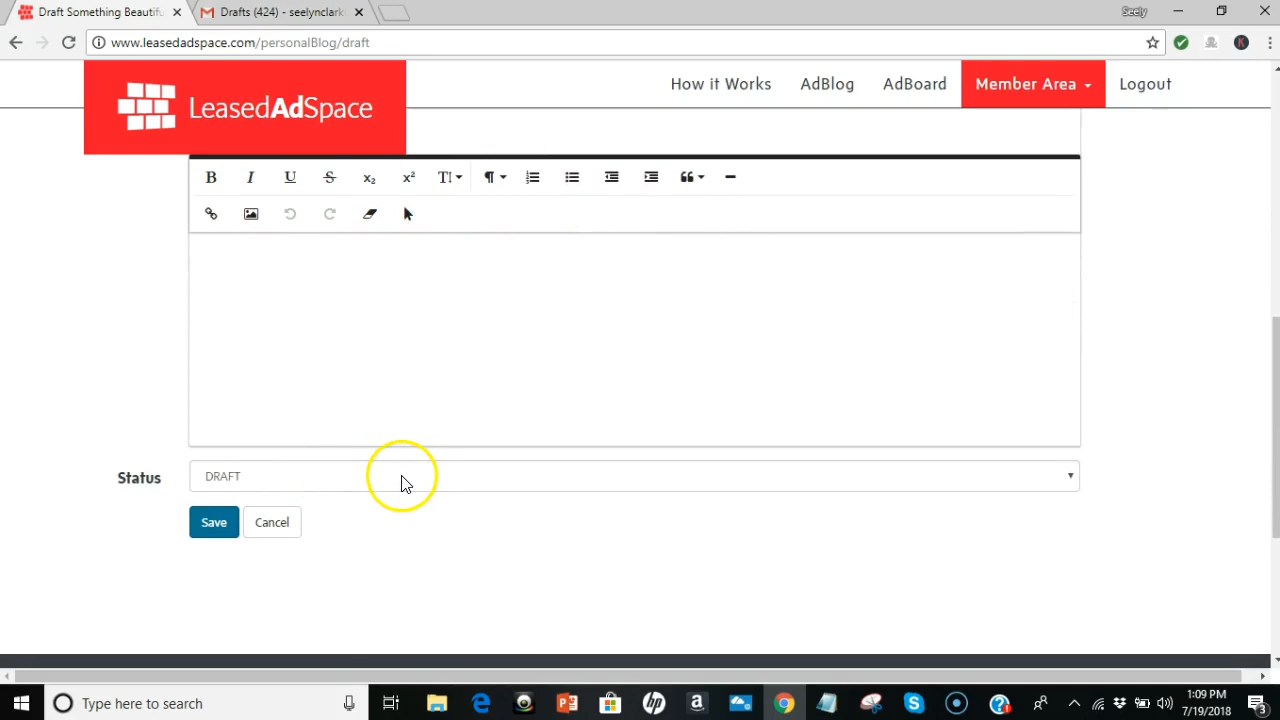 Draft Something Beautifu
Drafts (424) - seelynclark
Seely
www.leasedadspace.com/personalBlog/draft
K
LeasedAdSpace
How it Works
AdBlog
AdBoard
Member Area
Logout
B I U S x₂ x² T ¶
Status
DRAFT
Save
Cancel
Type here to search
1:09 PM
7/19/2018
3